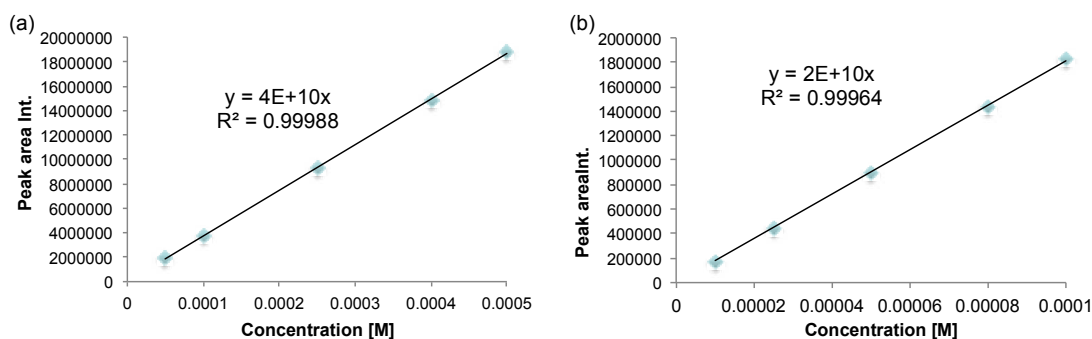 (a)
Peak area Int.
20000000
18000000
16000000
14000000
12000000
10000000
8000000
6000000
4000000
2000000
0
y = 4E+10x
R² = 0.99988
0 0.0001 0.0002 0.0003 0.0004 0.0005
Concentration [M]
(b)
Peak areaInt.
2000000
1800000
1600000
1400000
1200000
1000000
800000
600000
400000
200000
0
y = 2E+10x
R² = 0.99964
0 0.00002 0.000004 0.00006 0.00008 0.0001
Concentration [M]